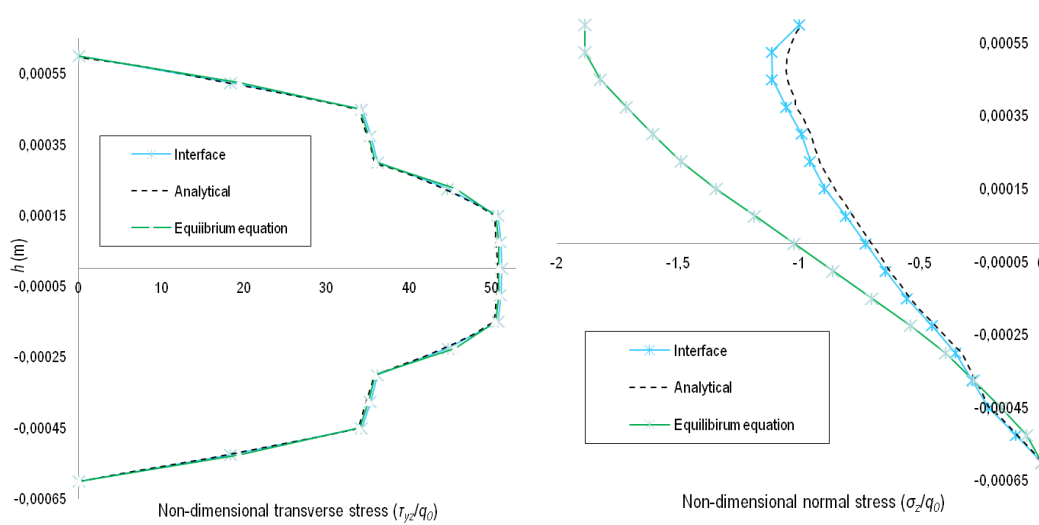 0,00055
0,00035
0,00015
-0,00005
-0,00025
-0,00045
-0,00065
h (m)
0
10
20
30
40
50
Interface
Analytical
Equiibrium equation
Non-dimensional transverse stress (τyz/q0)
0,00055
0,00035
0,00015
-0,00005
-0,00025
-0,00045
-0,00065
-2
-1,5
-1
-0,5
0
Interface
Analytical
Equilibirum equation
Non-dimensional normal stress (σz/q0)